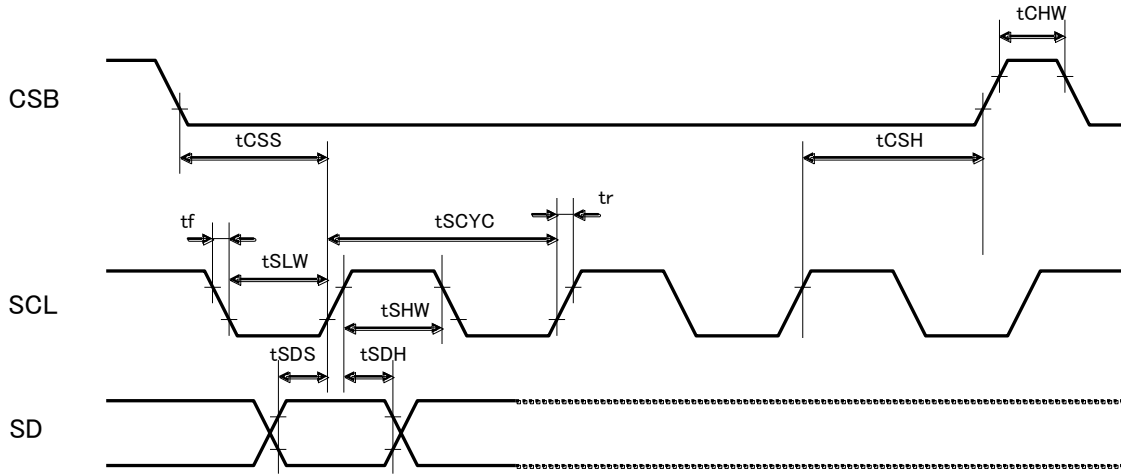 tCHW
CSB
tCSS
tCSH
tf
tSCYC
tr
tSLW
SCL
tSHW
tSDS
tSDH
SD